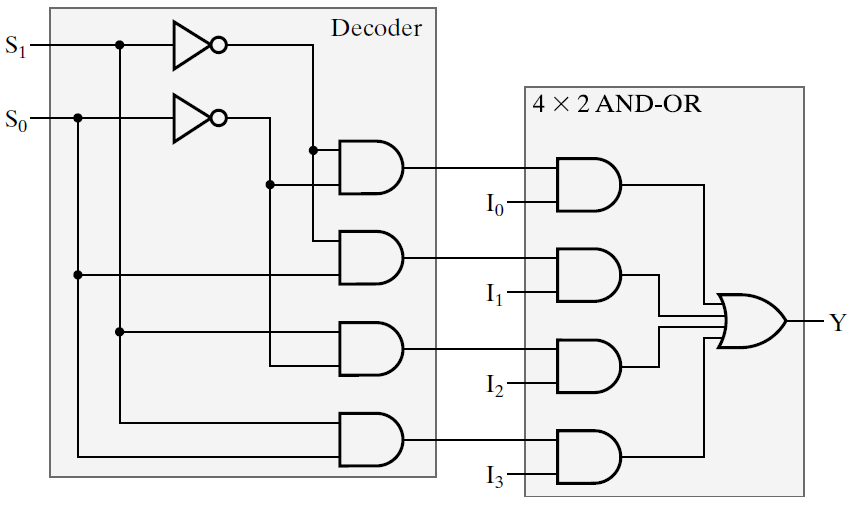 Decoder
S₁
S₀
4 × 2 AND-OR
I₀
I₁
Y
I₂
I₃